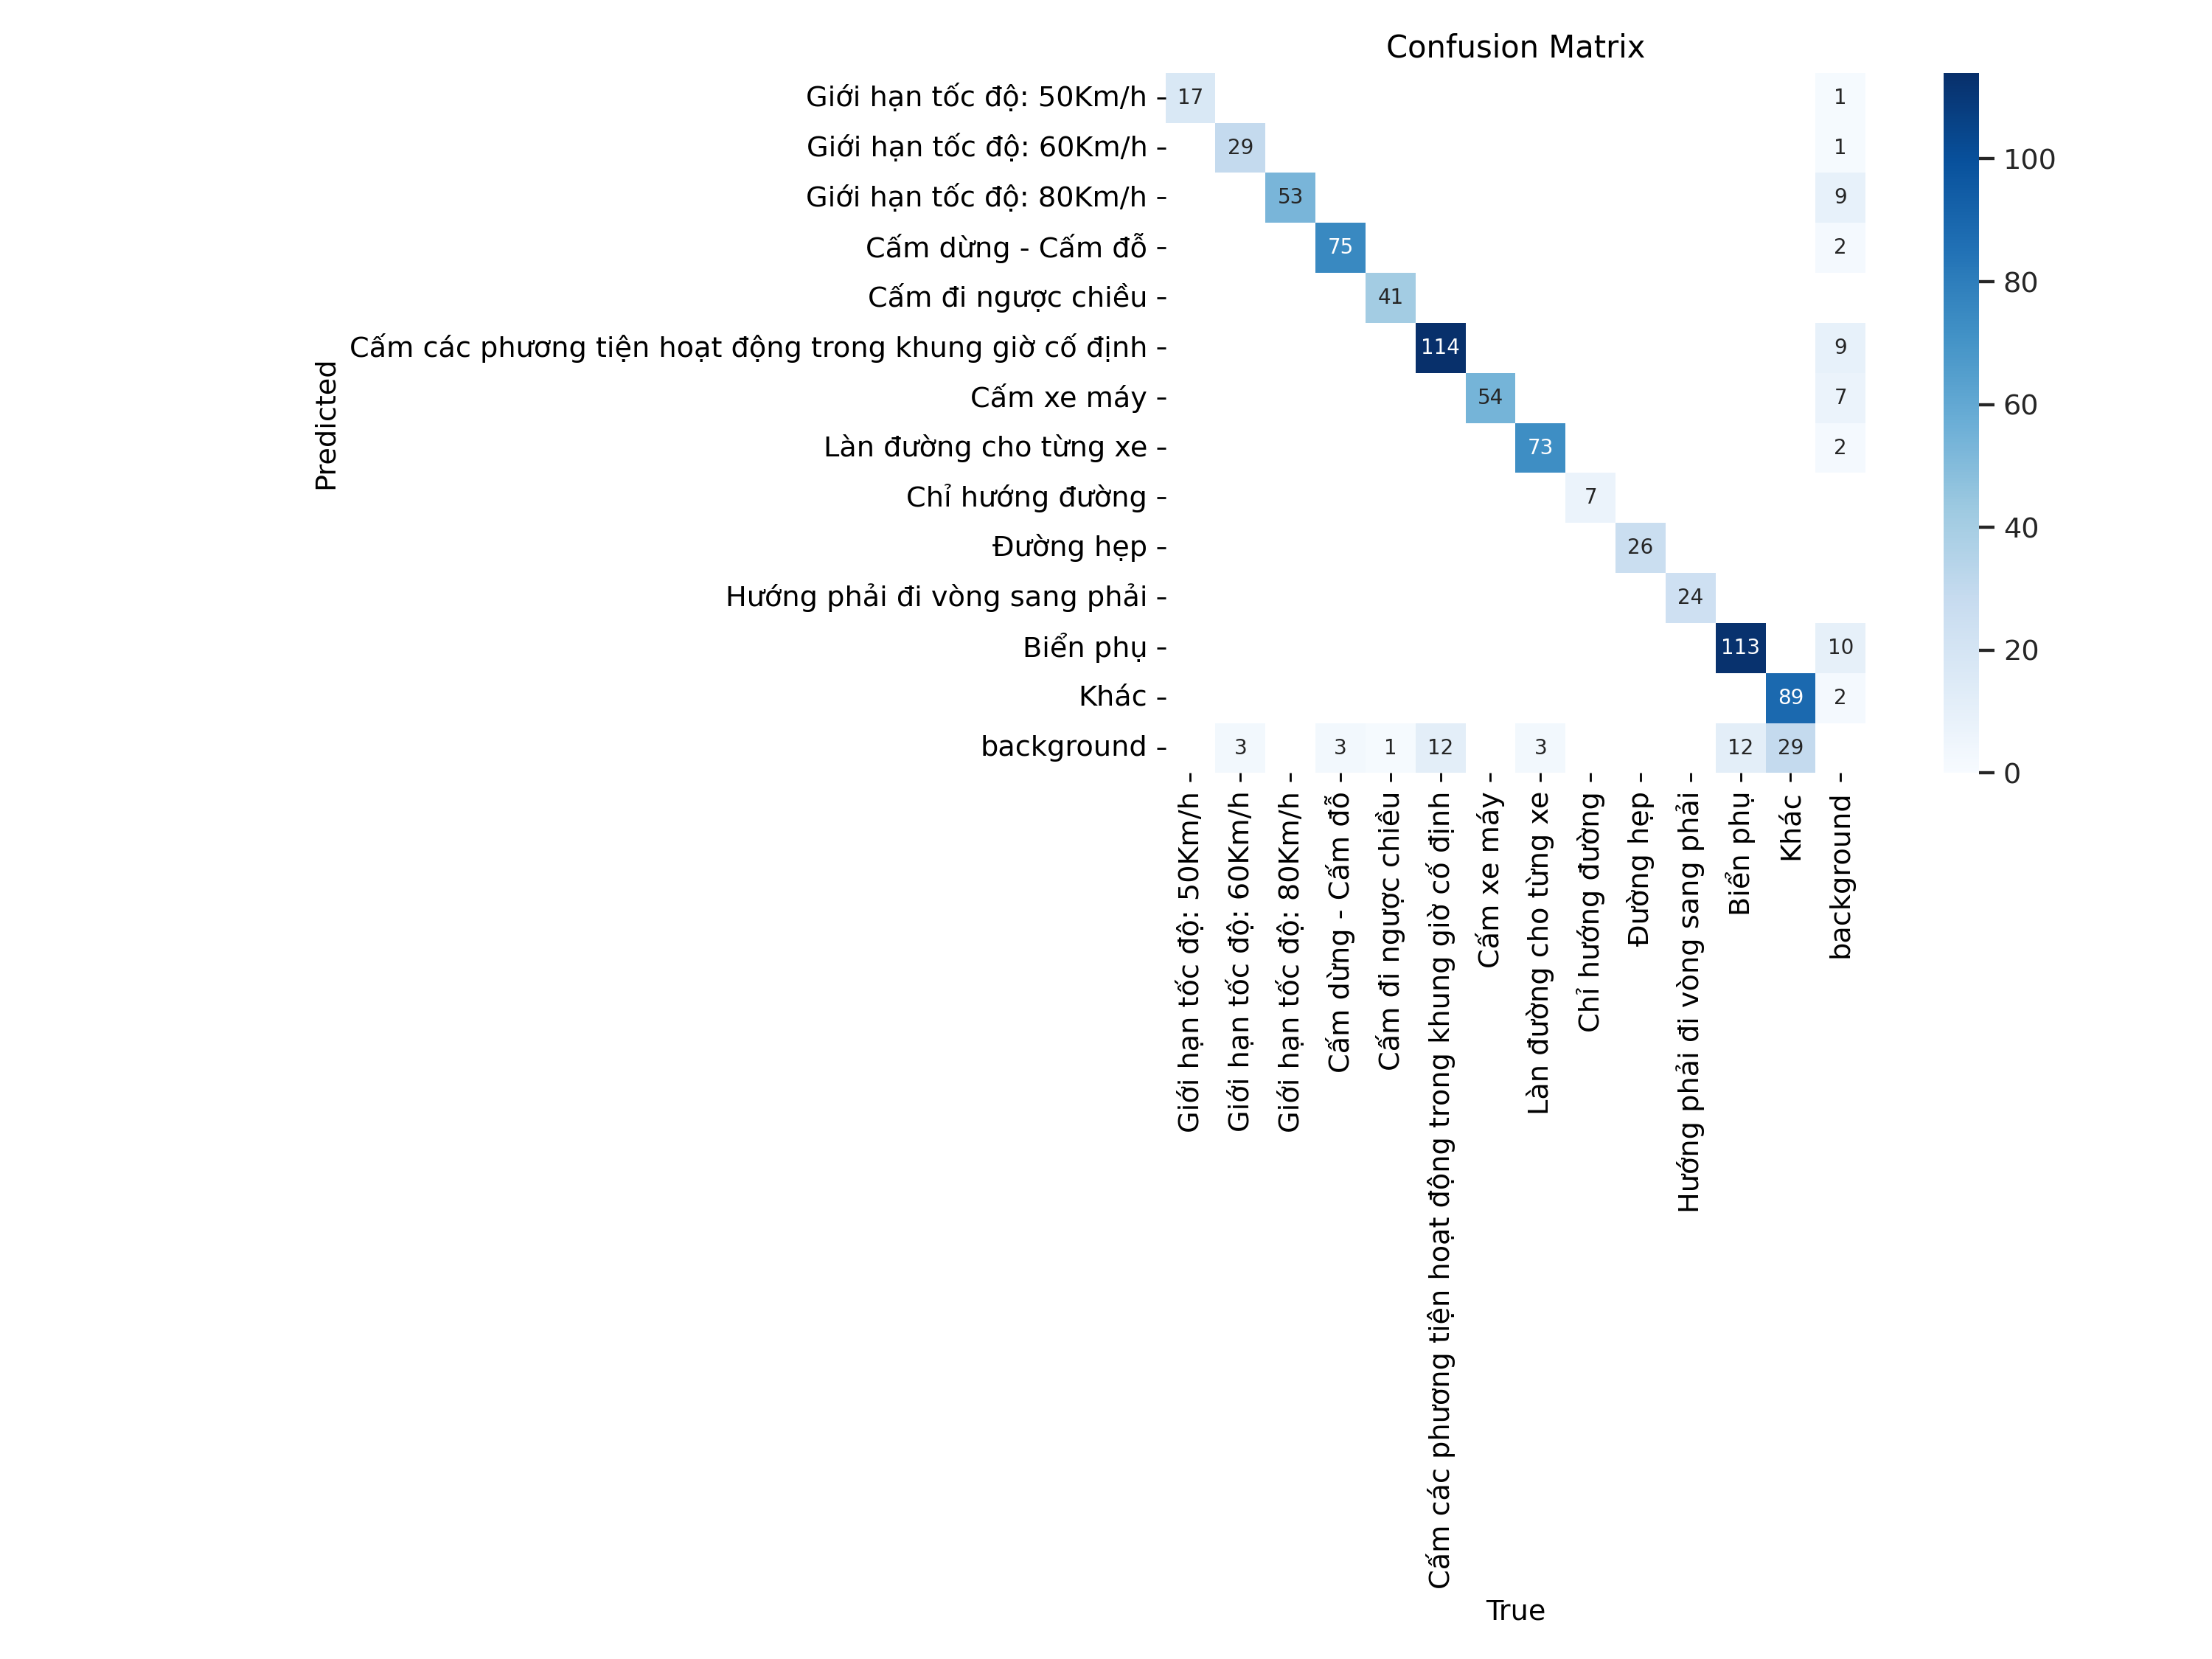 Confusion Matrix
Predicted
Giới hạn tốc độ: 50Km/h 17 1
Giới hạn tốc độ: 60Km/h 29 1
Giới hạn tốc độ: 80Km/h 53 9
Cấm dừng - Cấm đỗ 75 2
Cấm đi ngược chiều 41
Cấm các phương tiện hoạt động trong khung giờ cố định 114 9
Cấm xe máy 54 7
Làn đường cho từng xe 73 2
Chỉ hướng đường 7
Đường hẹp 26
Hướng phải đi vòng sang phải 24
Biển phụ 113 10
Khác 89 2
background 3 3 1 12 3 12 29
Giới hạn tốc độ: 50Km/h
Giới hạn tốc độ: 60Km/h
Giới hạn tốc độ: 80Km/h
Cấm dừng - Cấm đỗ
Cấm đi ngược chiều
Cấm các phương tiện hoạt động trong khung giờ cố định
Cấm xe máy
Làn đường cho từng xe
Chỉ hướng đường
Đường hẹp
Hướng phải đi vòng sang phải
Biển phụ
Khác
background
True
100
80
60
40
20
0